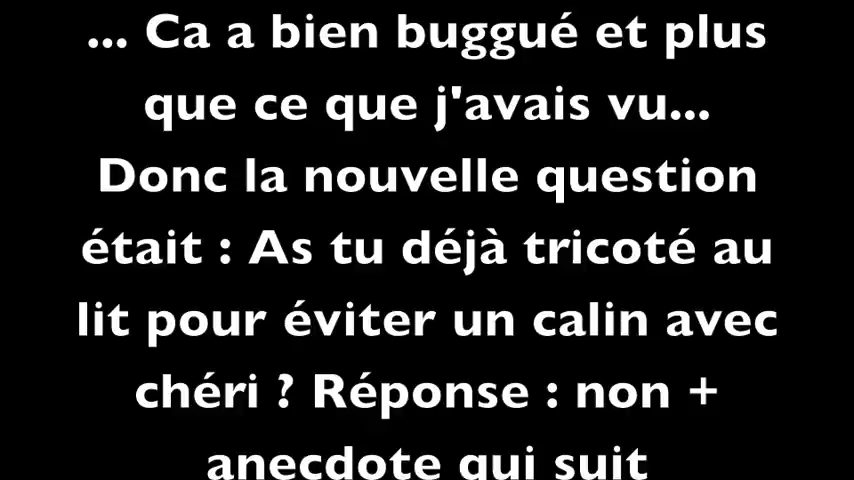 ... Ca a bien buggué et plus
que ce que j'avais vu...
Donc la nouvelle question
était : As tu déjà tricoté au
lit pour éviter un calin avec
chéri ? Réponse : non +
anecdote qui suit